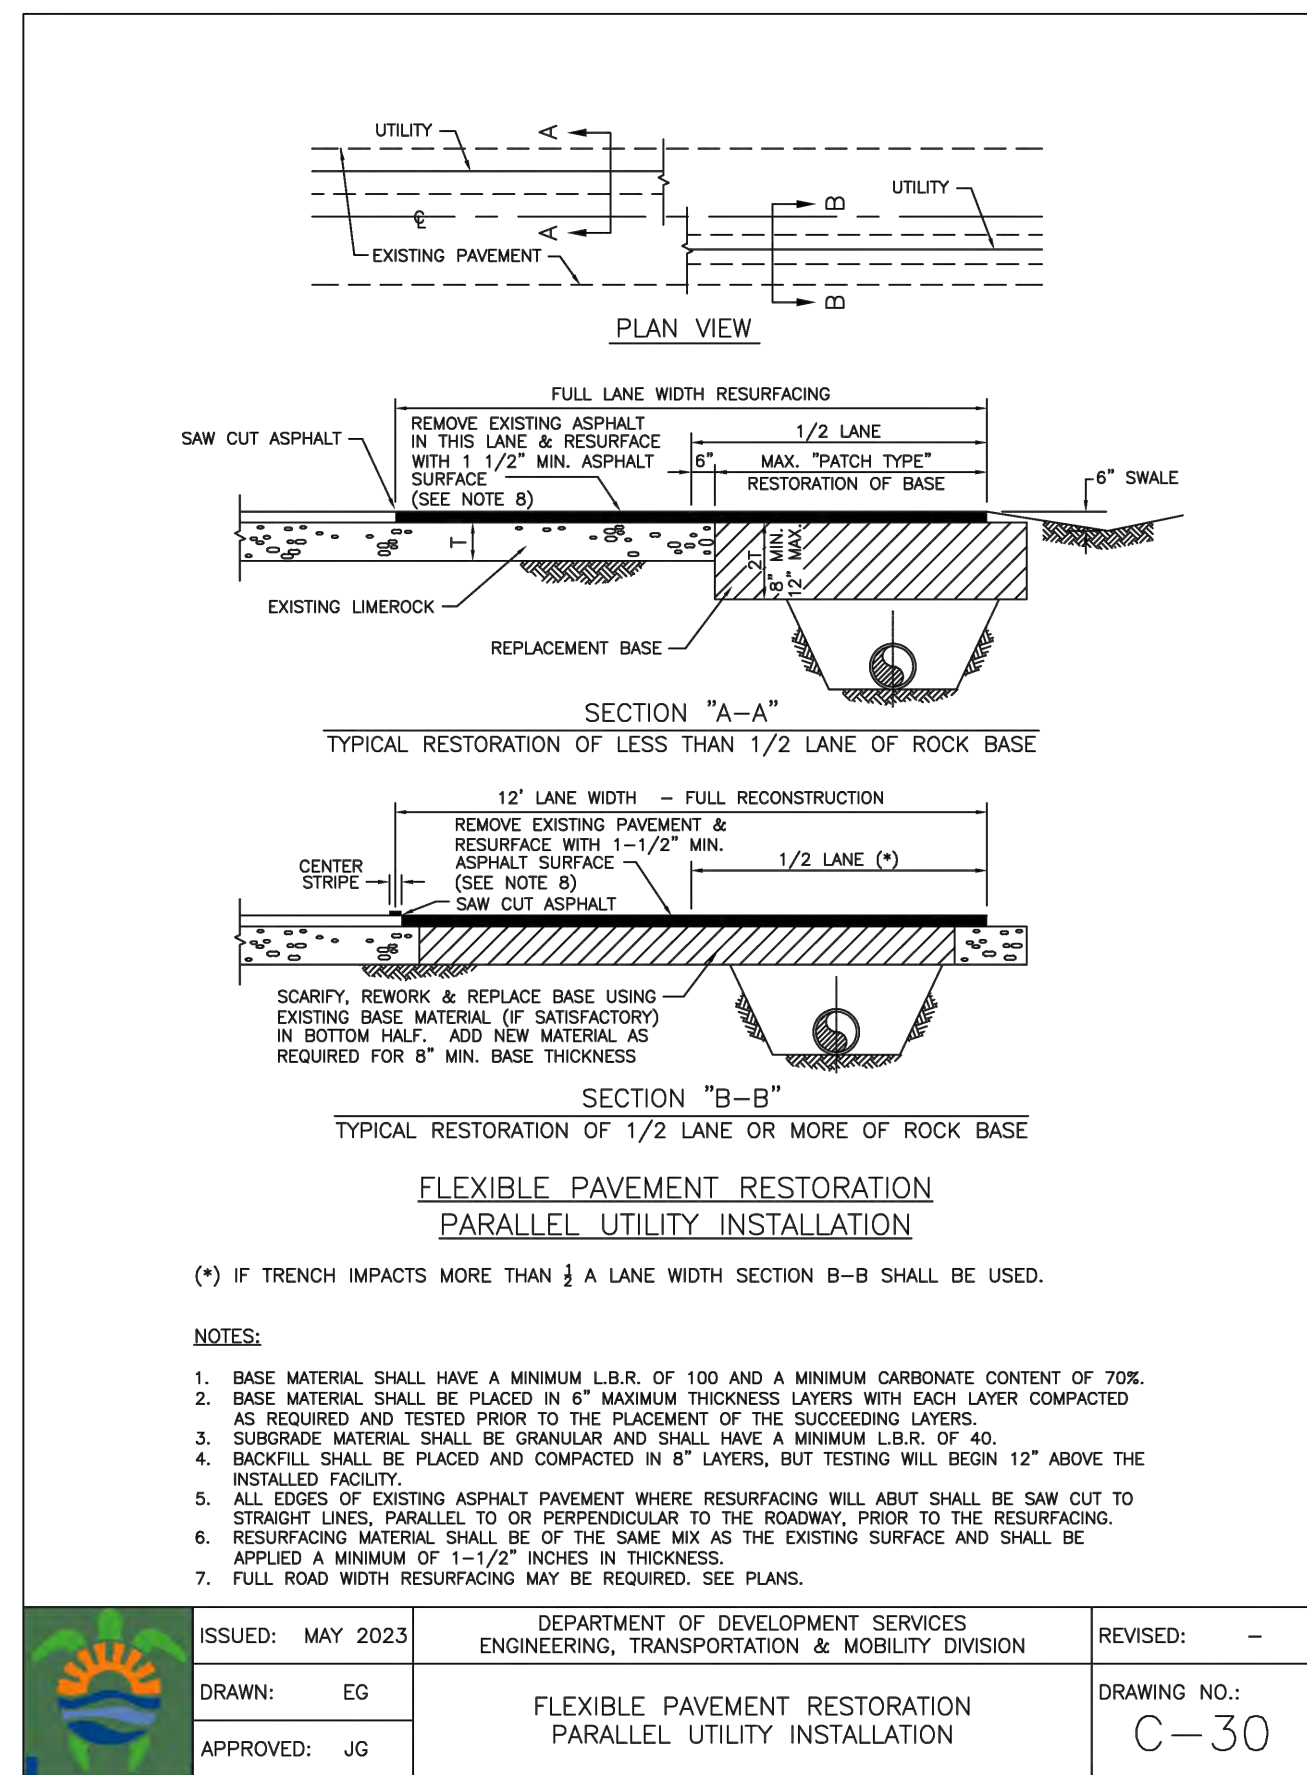 UTILITY
A
UTILITY
B
℄
A
EXISTING PAVEMENT
B
PLAN VIEW
FULL LANE WIDTH RESURFACING
SAW CUT ASPHALT
REMOVE EXISTING ASPHALT
IN THIS LANE & RESURFACE
WITH 1 1/2" MIN. ASPHALT
SURFACE
(SEE NOTE 8)
1/2 LANE
6"
MAX. "PATCH TYPE"
RESTORATION OF BASE
6" SWALE
T
2T
8" MIN.
12" MAX.
EXISTING LIMEROCK
REPLACEMENT BASE
SECTION "A-A"
TYPICAL RESTORATION OF LESS THAN 1/2 LANE OF ROCK BASE
12' LANE WIDTH - FULL RECONSTRUCTION
REMOVE EXISTING PAVEMENT &
RESURFACE WITH 1-1/2" MIN.
ASPHALT SURFACE
(SEE NOTE 8)
1/2 LANE (*)
CENTER
STRIPE
SAW CUT ASPHALT
SCARIFY, REWORK & REPLACE BASE USING
EXISTING BASE MATERIAL (IF SATISFACTORY)
IN BOTTOM HALF. ADD NEW MATERIAL AS
REQUIRED FOR 8" MIN. BASE THICKNESS
SECTION "B-B"
TYPICAL RESTORATION OF 1/2 LANE OR MORE OF ROCK BASE
FLEXIBLE PAVEMENT RESTORATION
PARALLEL UTILITY INSTALLATION
(*) IF TRENCH IMPACTS MORE THAN ½ A LANE WIDTH SECTION B-B SHALL BE USED.
NOTES:
1. BASE MATERIAL SHALL HAVE A MINIMUM L.B.R. OF 100 AND A MINIMUM CARBONATE CONTENT OF 70%.
2. BASE MATERIAL SHALL BE PLACED IN 6" MAXIMUM THICKNESS LAYERS WITH EACH LAYER COMPACTED
AS REQUIRED AND TESTED PRIOR TO THE PLACEMENT OF THE SUCCEEDING LAYERS.
3. SUBGRADE MATERIAL SHALL BE GRANULAR AND SHALL HAVE A MINIMUM L.B.R. OF 40.
4. BACKFILL SHALL BE PLACED AND COMPACTED IN 8" LAYERS, BUT TESTING WILL BEGIN 12" ABOVE THE
INSTALLED FACILITY.
5. ALL EDGES OF EXISTING ASPHALT PAVEMENT WHERE RESURFACING WILL ABUT SHALL BE SAW CUT TO
STRAIGHT LINES, PARALLEL TO OR PERPENDICULAR TO THE ROADWAY, PRIOR TO THE RESURFACING.
6. RESURFACING MATERIAL SHALL BE OF THE SAME MIX AS THE EXISTING SURFACE AND SHALL BE
APPLIED A MINIMUM OF 1-1/2" INCHES IN THICKNESS.
7. FULL ROAD WIDTH RESURFACING MAY BE REQUIRED. SEE PLANS.
ISSUED: MAY 2023
DRAWN: EG
APPROVED: JG
DEPARTMENT OF DEVELOPMENT SERVICES
ENGINEERING, TRANSPORTATION & MOBILITY DIVISION
FLEXIBLE PAVEMENT RESTORATION
PARALLEL UTILITY INSTALLATION
REVISED: -
DRAWING NO.:
C-30